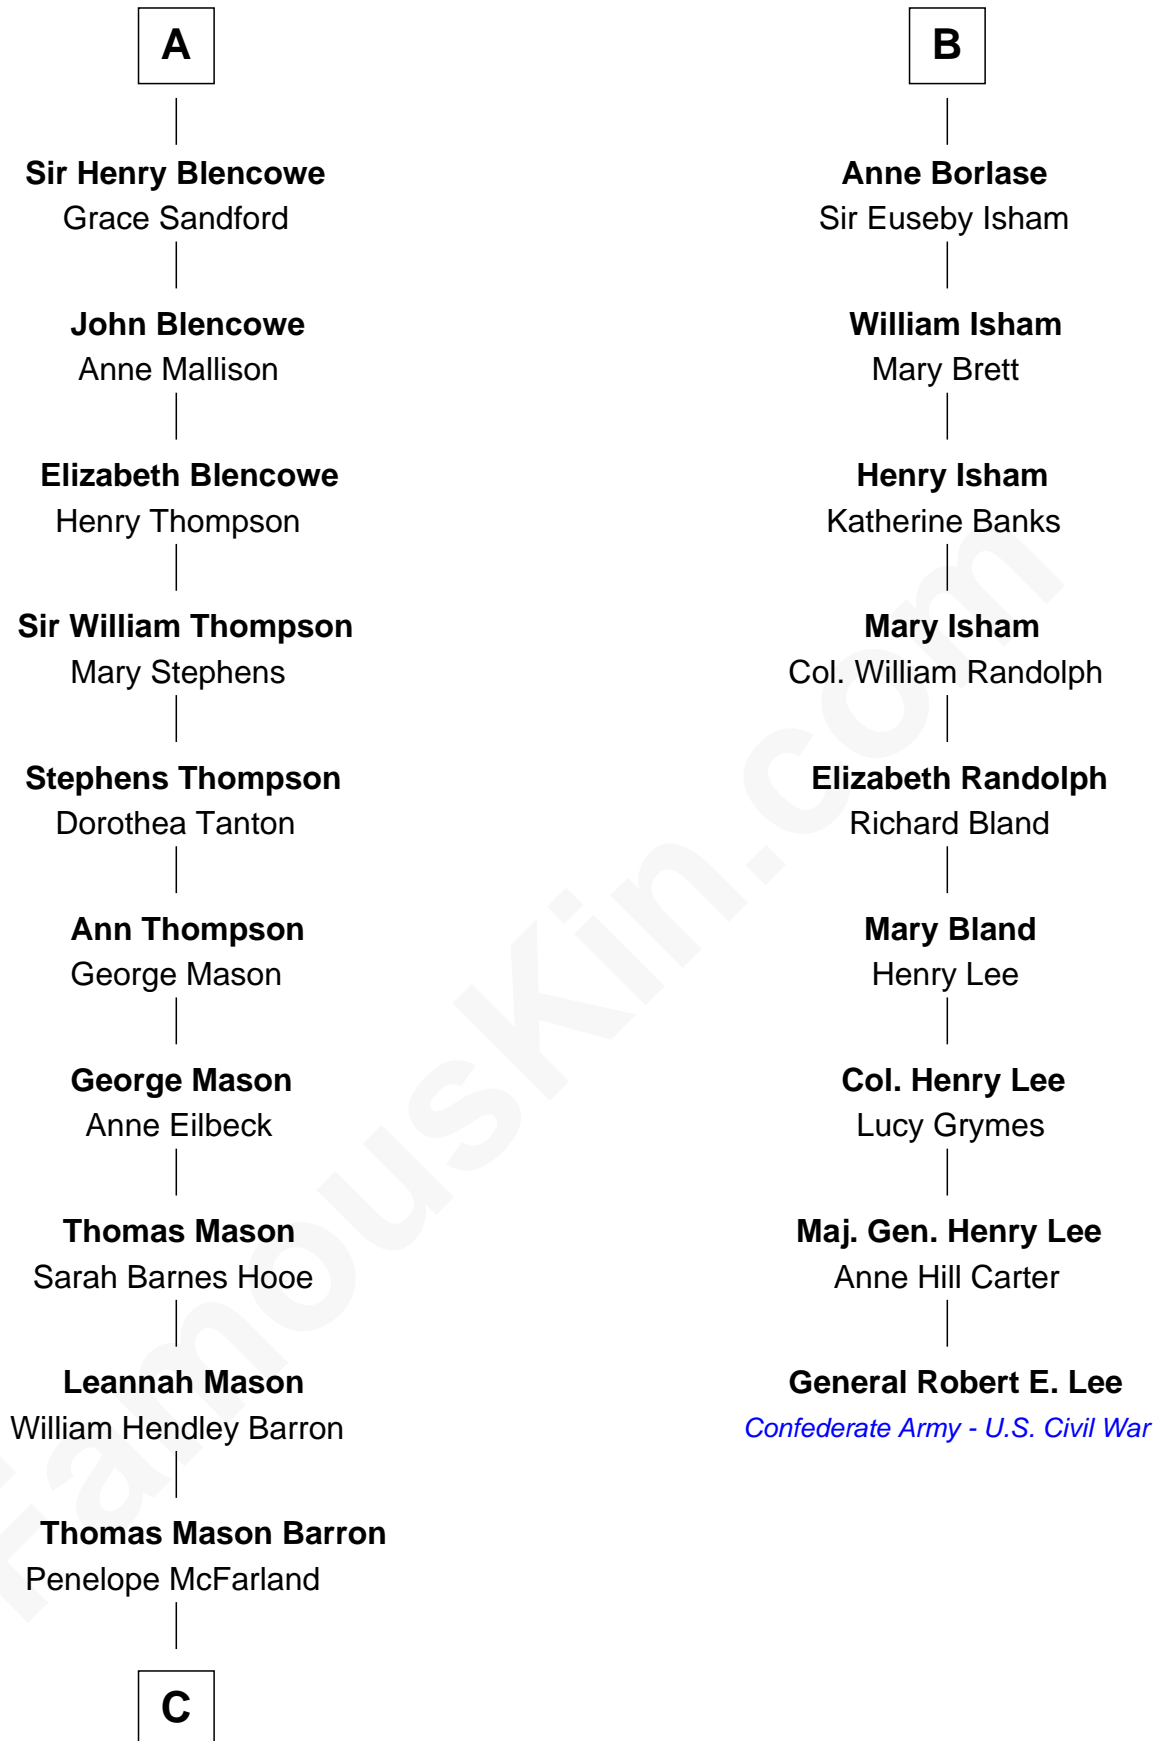 A
Sir Henry Blencowe
Grace Sandford
John Blencowe
Anne Mallison
Elizabeth Blencowe
Henry Thompson
Sir William Thompson
Mary Stephens
Stephens Thompson
Dorothea Tanton
Ann Thompson
George Mason
George Mason
Anne Eilbeck
Thomas Mason
Sarah Barnes Hooe
Leannah Mason
William Hendley Barron
Thomas Mason Barron
Penelope McFarland
C
B
Anne Borlase
Sir Euseby Isham
William Isham
Mary Brett
Henry Isham
Katherine Banks
Mary Isham
Col. William Randolph
Elizabeth Randolph
Richard Bland
Mary Bland
Henry Lee
Col. Henry Lee
Lucy Grymes
Maj. Gen. Henry Lee
Anne Hill Carter
General Robert E. Lee
Confederate Army - U.S. Civil War
FamousKin.com